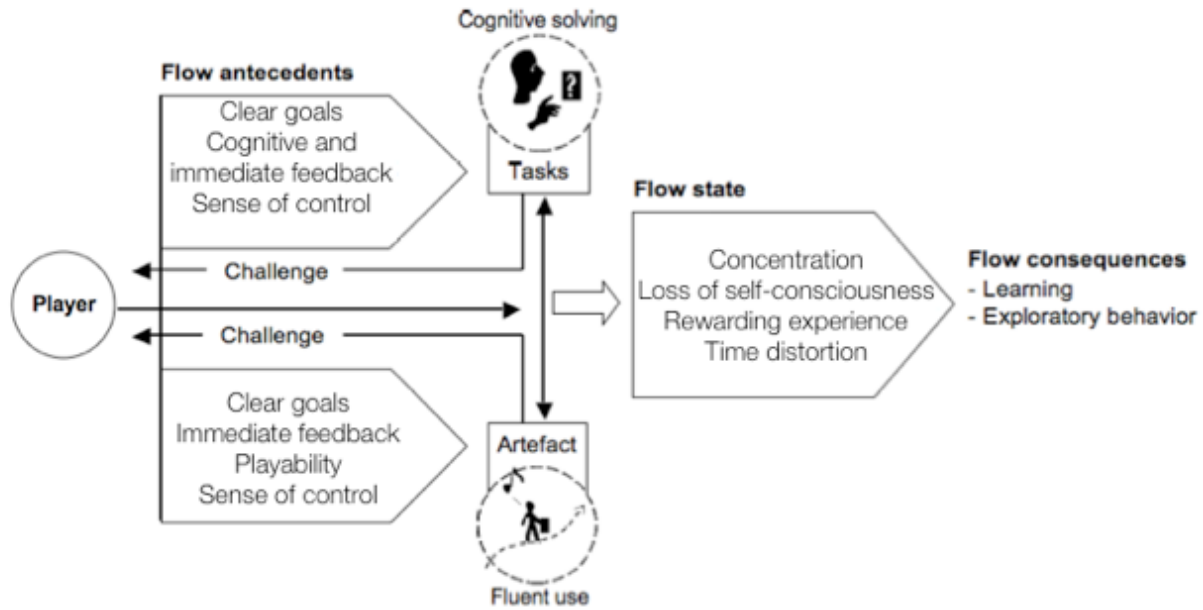 Cognitive solving
Flow antecedents
Clear goals
Cognitive and
immediate feedback
Sense of control
?
Tasks
Challenge
Player
Challenge
Clear goals
Immediate feedback
Playability
Sense of control
Artefact
Fluent use
Flow state
Concentration
Loss of self-consciousness
Rewarding experience
Time distortion
Flow consequences
- Learning
- Exploratory behavior